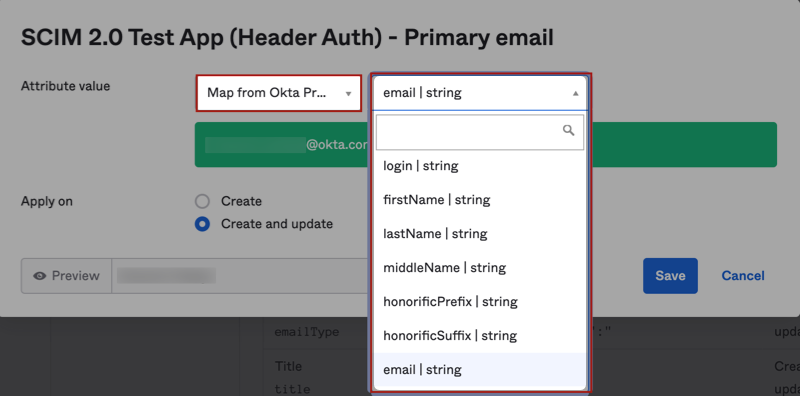 SCIM 2.0 Test App (Header Auth) - Primary email
Attribute value
Map from Okta Pr...
email | string
@okta.co
login | string
firstName | string
lastName | string
middleName | string
honorificPrefix | string
honorificSuffix | string
email | string
Apply on
Create
Create and update
Preview
Save
Cancel
emailType
":"
upda
Title
Crea
title
upda